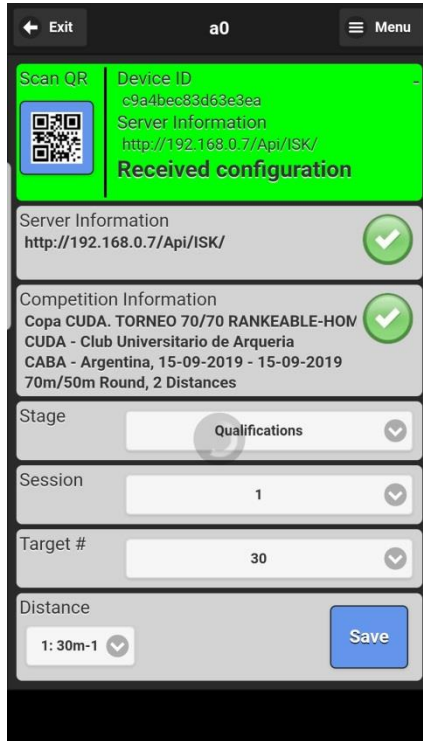 Exit
a0
Menu
Scan QR
Device ID
c9a4bec83d63e3ea
Server Information
http://192.168.0.7/Api/ISK/
Received configuration
Server Information
http://192.168.0.7/Api/ISK/
Competition Information
Copa CUDA. TORNEO 70/70 RANKEABLE-HOM
CUDA - Club Universitario de Arqueria
CABA - Argentina, 15-09-2019 - 15-09-2019
70m/50m Round, 2 Distances
Stage
Qualifications
Session
1
Target #
30
Distance
1: 30m-1
Save